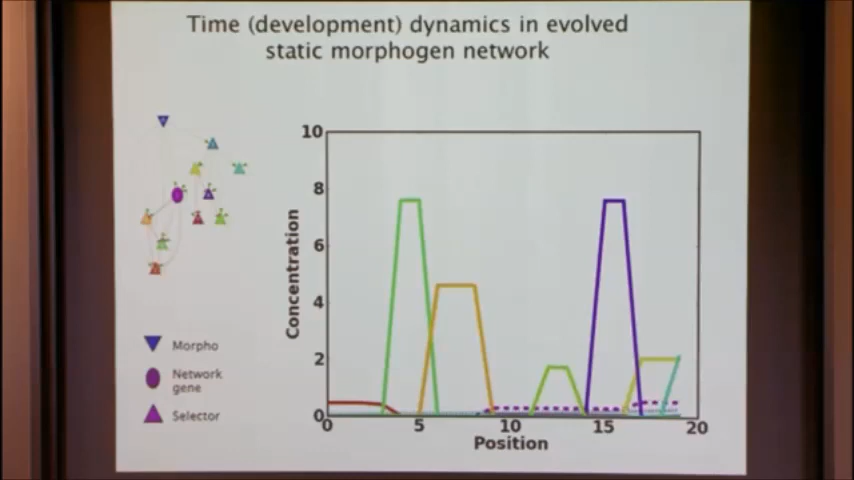 Time (development) dynamics in evolved
static morphogen network
10
8
6
4
2
0
Concentration
0 5 10 15 20
Position
Morpho
Network
gene
Selector